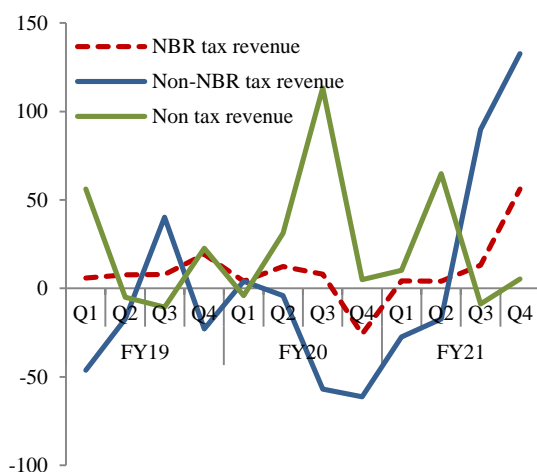 150
100
50
0
-50
-100
NBR tax revenue
Non-NBR tax revenue
Non tax revenue
Q1 Q2 Q3 Q4 Q1 Q2 Q3 Q4 Q1 Q2 Q3 Q4
FY19 FY20 FY21